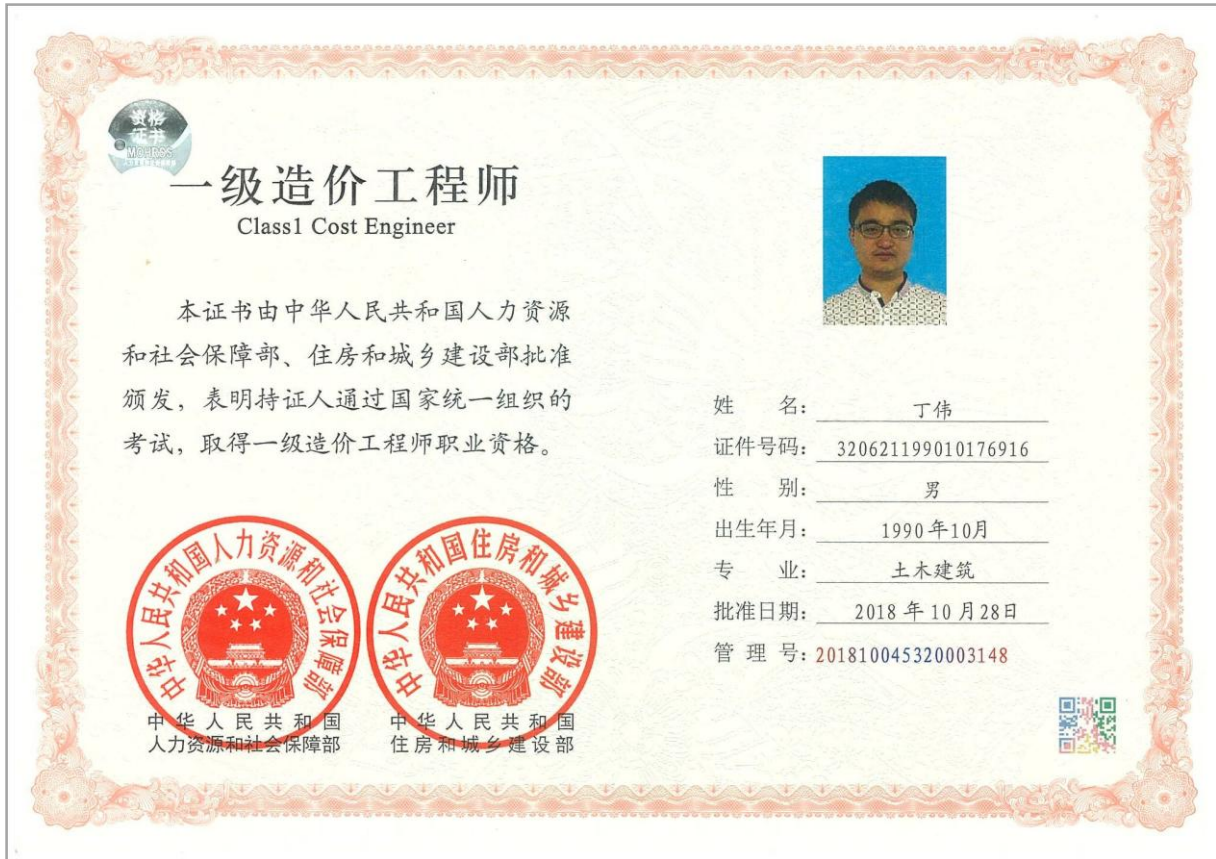 资格
证书
MOHRSS
一级造价工程师
Class1 Cost Engineer
本证书由中华人民共和国人力资源
和社会保障部、住房和城乡建设部批准
颁发，表明持证人通过国家统一组织的
考试，取得一级造价工程师职业资格。
中华人民共和国人力资源和社会保障部
中华人民共和国住房和城乡建设部
中华人民共和国
人力资源和社会保障部
中华人民共和国
住房和城乡建设部
姓 名：丁伟
证件号码：320621199010176916
性 别：男
出生年月：1990年10月
专 业：土木建筑
批准日期：2018年10月28日
管 理 号：201810045320003148